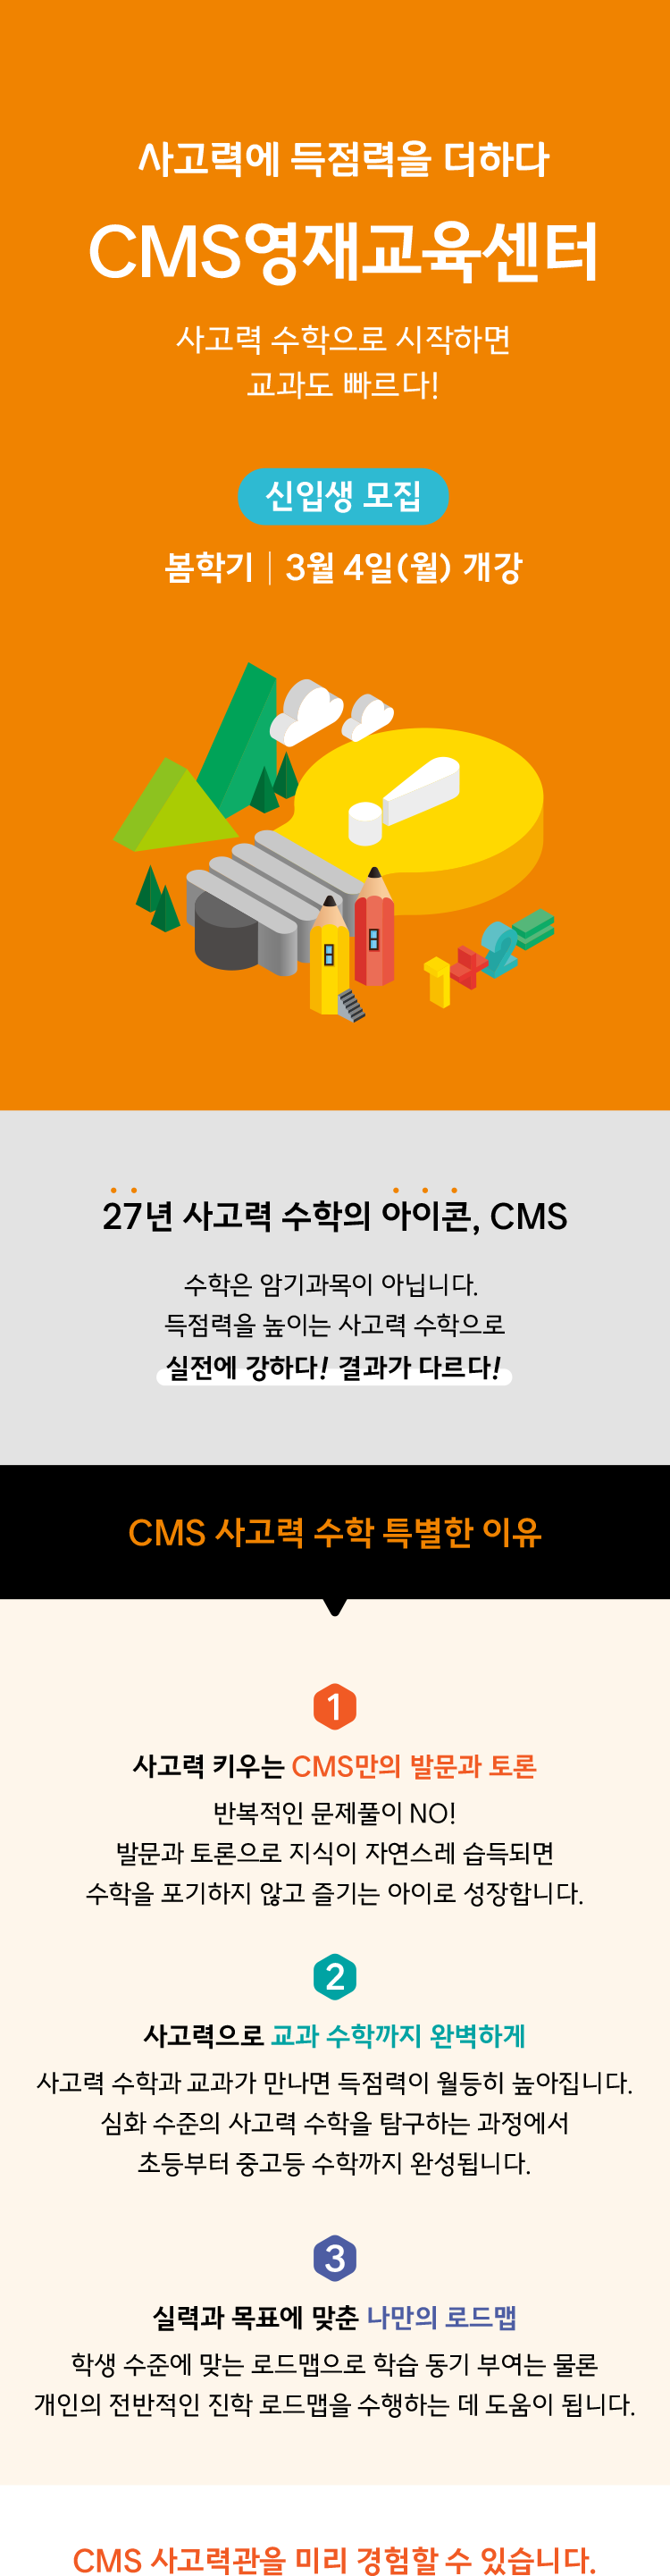 사고력에 득점력을 더하다
CMS영재교육센터
사고력 수학으로 시작하면
교과도 빠르다!
신입생 모집
봄학기 | 3월 4일(월) 개강
1+2=
27년 사고력 수학의 아이콘, CMS
수학은 암기과목이 아닙니다.
득점력을 높이는 사고력 수학으로
실전에 강하다! 결과가 다르다!
CMS 사고력 수학 특별한 이유
1
사고력 키우는 CMS만의 발문과 토론
반복적인 문제풀이 NO!
발문과 토론으로 지식이 자연스레 습득되면
수학을 포기하지 않고 즐기는 아이로 성장합니다.
2
사고력으로 교과 수학까지 완벽하게
사고력 수학과 교과가 만나면 득점력이 월등히 높아집니다.
심화 수준의 사고력 수학을 탐구하는 과정에서
초등부터 중고등 수학까지 완성됩니다.
3
실력과 목표에 맞춘 나만의 로드맵
학생 수준에 맞는 로드맵으로 학습 동기 부여는 물론
개인의 전반적인 진학 로드맵을 수행하는 데 도움이 됩니다.
CMS 사고력관을 미리 경험할 수 있습니다.